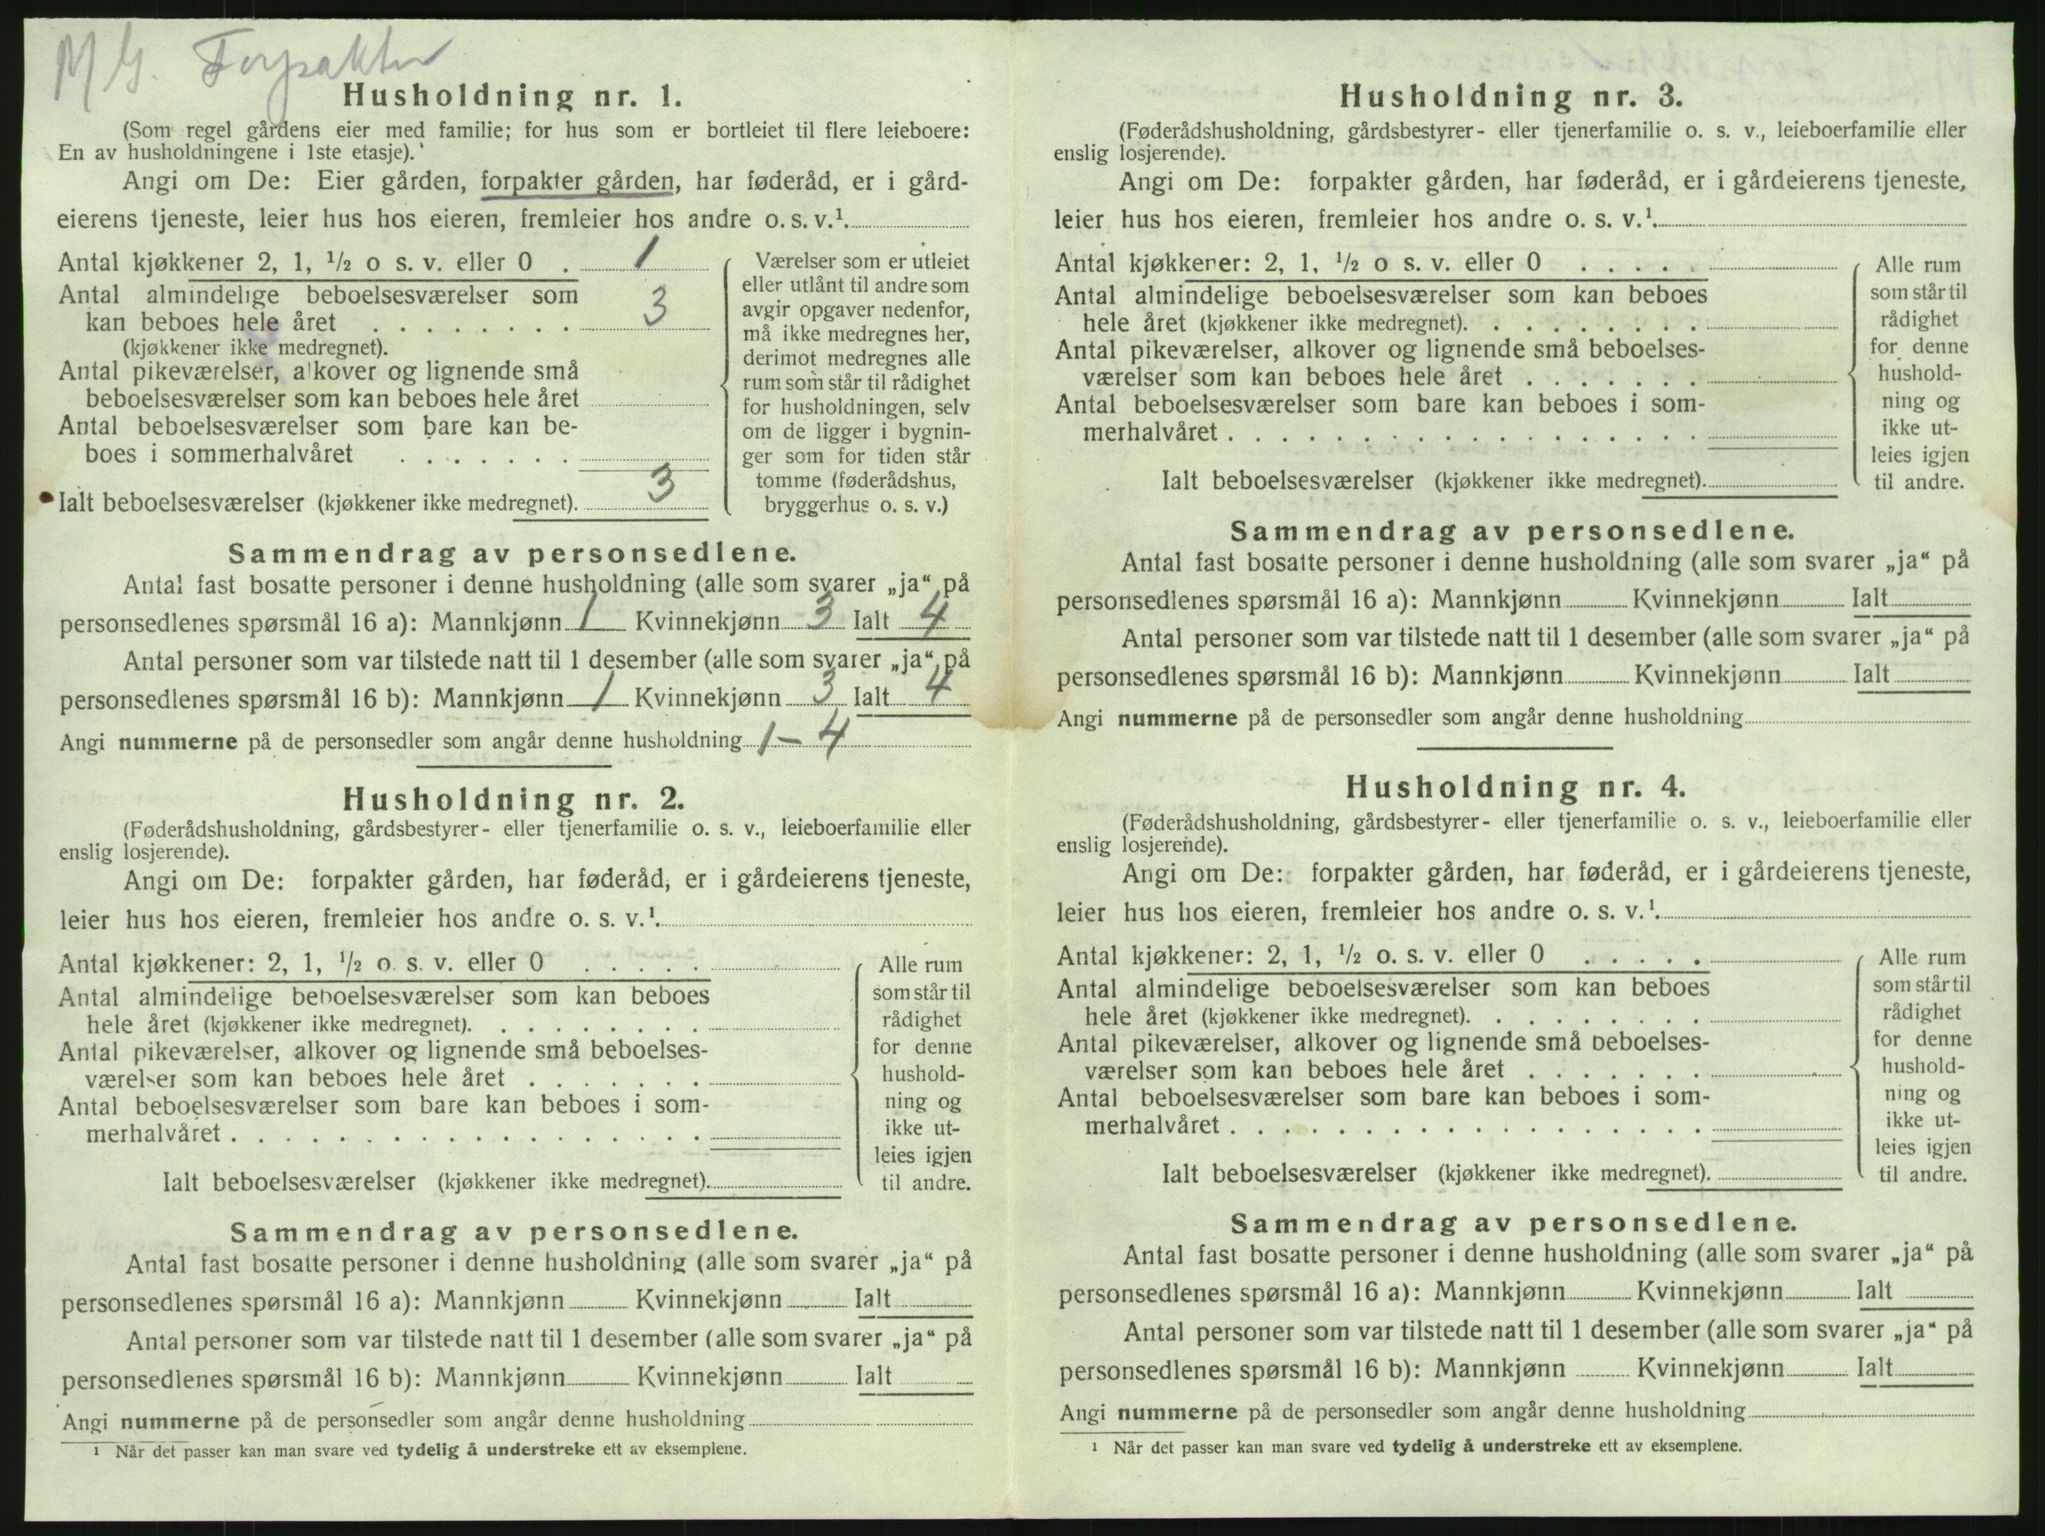 M G. Forpakter
Husholdning nr. 1.
(Som regel gårdens eier med familie; for hus som er bortleiet til flere leieboere:
En av husholdningene i 1ste etasje).
Angi om De: Eier gården, forpakter gården, har føderåd, er i gård-
eierens tjeneste, leier hus hos eieren, fremleier hos andre o. s. v.¹
Antal kjøkkener 2, 1, ½ o s. v. eller 0 . 1
Antal almindelige beboelsesværelser som
kan beboes hele året . . . . . . . . 3
(kjøkkener ikke medregnet).
Antal pikeværelser, alkover og lignende små
beboelsesværelser som kan beboes hele året
Antal beboelsesværelser som bare kan be-
boes i sommerhalvåret . . . . . . .
Ialt beboelsesværelser (kjøkkener ikke medregnet). 3
Værelser som er utleiet
eller utlånt til andre som
avgir opgaver nedenfor,
må ikke medregnes her,
derimot medregnes alle
rum som står til rådighet
for husholdningen, selv
om de ligger i bygnin-
ger som for tiden står
tomme (føderådshus,
bryggerhus o. s. v.)
Sammendrag av personsedlene.
Antal fast bosatte personer i denne husholdning (alle som svarer „ja“ på
personsedlenes spørsmål 16 a): Mannkjønn 1 Kvinnekjønn 3 Ialt 4
Antal personer som var tilstede natt til 1 desember (alle som svarer „ja“ på
personsedlenes spørsmål 16 b): Mannkjønn 1 Kvinnekjønn 3 Ialt 4
Angi nummerne på de personsedler som angår denne husholdning 1-4
Husholdning nr. 2.
(Føderådshusholdning, gårdsbestyrer- eller tjenerfamilie o. s. v., leieboerfamilie eller
enslig losjerende).
Angi om De: forpakter gården, har føderåd, er i gårdeierens tjeneste,
leier hus hos eieren, fremleier hos andre o. s. v.¹
Antal kjøkkener: 2, 1, ½ o. s. v. eller 0 . . . . .
Antal almindelige beboelsesværelser som kan beboes
hele året (kjøkkener ikke medregnet). . . . . . . . .
Antal pikeværelser, alkover og lignende små beboelses-
værelser som kan beboes hele året . . . . . . .
Antal beboelsesværelser som bare kan beboes i som-
merhalvåret . . . . . . . . . . . . . . . . . .
Ialt beboelsesværelser (kjøkkener ikke medregnet).
Alle rum
som står til
rådighet
for denne
hushold-
ning og
ikke ut-
leies igjen
til andre.
Sammendrag av personsedlene.
Antal fast bosatte personer i denne husholdning (alle som svarer „ja“ på
personsedlenes spørsmål 16 a): Mannkjønn Kvinnekjønn Ialt
Antal personer som var tilstede natt til 1 desember (alle som svarer „ja“ på
personsedlenes spørsmål 16 b): Mannkjønn Kvinnekjønn Ialt
Angi nummerne på de personsedler som angår denne husholdning
¹ Når det passer kan man svare ved tydelig å understreke ett av eksemplene.
Husholdning nr. 3.
(Føderådshusholdning, gårdsbestyrer- eller tjenerfamilie o. s. v., leieboerfamilie eller
enslig losjerende).
Angi om De: forpakter gården, har føderåd, er i gårdeierens tjeneste,
leier hus hos eieren, fremleier hos andre o. s. v.¹
Antal kjøkkener: 2, 1, ½ o s. v. eller 0 . . . . .
Antal almindelige beboelsesværelser som kan beboes
hele året (kjøkkener ikke medregnet). . . . . . . . .
Antal pikeværelser, alkover og lignende små beboelses-
værelser som kan beboes hele året . . . . . . .
Antal beboelsesværelser som bare kan beboes i som-
merhalvåret . . . . . . . . . . . . . . . . . .
Ialt beboelsesværelser (kjøkkener ikke medregnet).
Alle rum
som står til
rådighet
for denne
hushold-
ning og
ikke ut-
leies igjen
til andre.
Sammendrag av personsedlene.
Antal fast bosatte personer i denne husholdning (alle som svarer „ja“ på
personsedlenes spørsmål 16 a): Mannkjønn Kvinnekjønn Ialt
Antal personer som var tilstede natt til 1 desember (alle som svarer „ja“ på
personsedlenes spørsmål 16 b): Mannkjønn Kvinnekjønn Ialt
Angi nummerne på de personsedler som angår denne husholdning
Husholdning nr. 4.
(Føderådshusholdning, gårdsbestyrer- eller tjenerfamilie o. s. v., leieboerfamilie eller
enslig losjerende).
Angi om De: forpakter gården, har føderåd, er i gårdeierens tjeneste,
leier hus hos eieren, fremleier hos andre o. s. v.¹
Antal kjøkkener: 2, 1, ½ o. s. v. eller 0 . . . . .
Antal almindelige beboelsesværelser som kan beboes
hele året (kjøkkener ikke medregnet). . . . . . . . .
Antal pikeværelser, alkover og lignende små beboelses-
værelser som kan beboes hele året . . . . . . .
Antal beboelsesværelser som bare kan beboes i som-
merhalvåret . . . . . . . . . . . . . . . . . .
Ialt beboelsesværelser (kjøkkener ikke medregnet).
Alle rum
som står til
rådighet
for denne
hushold-
ning og
ikke ut-
leies igjen
til andre.
Sammendrag av personsedlene.
Antal fast bosatte personer i denne husholdning (alle som svarer „ja“ på
personsedlenes spørsmål 16 a): Mannkjønn Kvinnekjønn Ialt
Antal personer som var tilstede natt til 1 desember (alle som svarer „ja“ på
personsedlenes spørsmål 16 b): Mannkjønn Kvinnekjønn Ialt
Angi nummerne på de personsedler som angår denne husholdning
¹ Når det passer kan man svare ved tydelig å understreke ett av eksemplene.